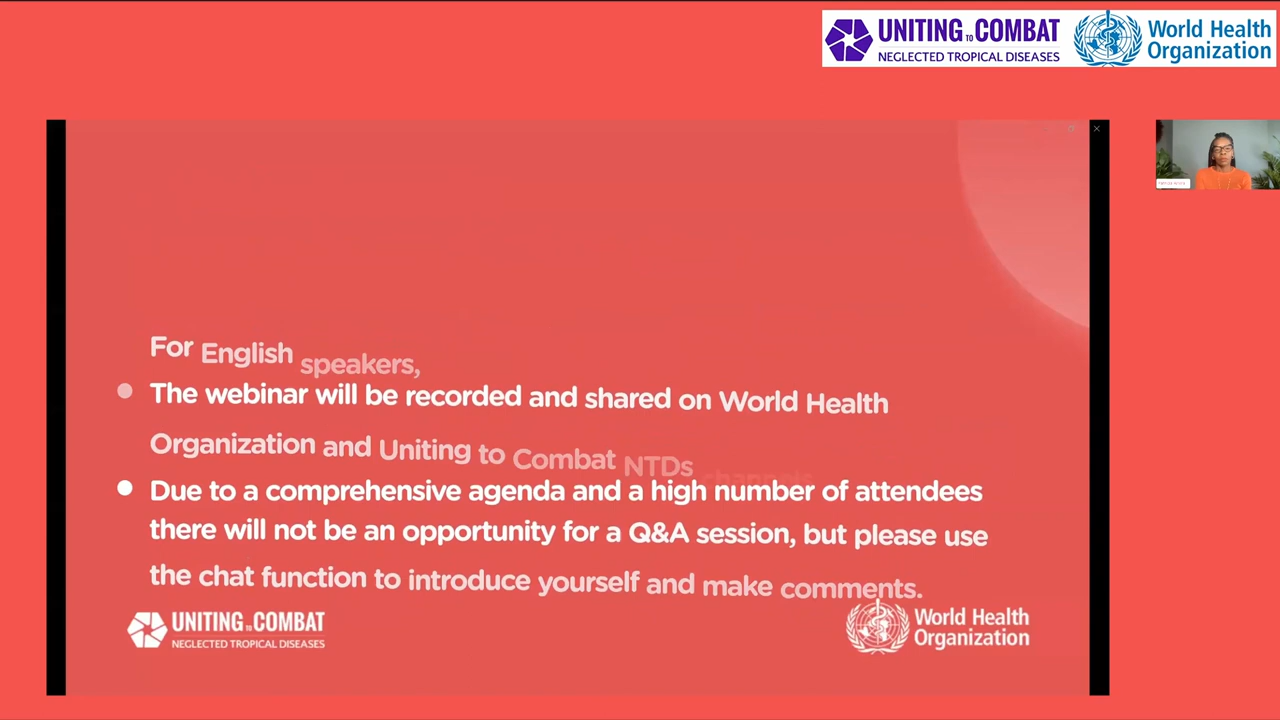 UNITING TO COMBAT
NEGLECTED TROPICAL DISEASES
World Health
Organization
For English speakers,
The webinar will be recorded and shared on World Health
Organization and Uniting to Combat NTDs channels
Due to a comprehensive agenda and a high number of attendees
there will not be an opportunity for a Q&A session, but please use
the chat function to introduce yourself and make comments.
UNITING TO COMBAT
NEGLECTED TROPICAL DISEASES
World Health
Organization